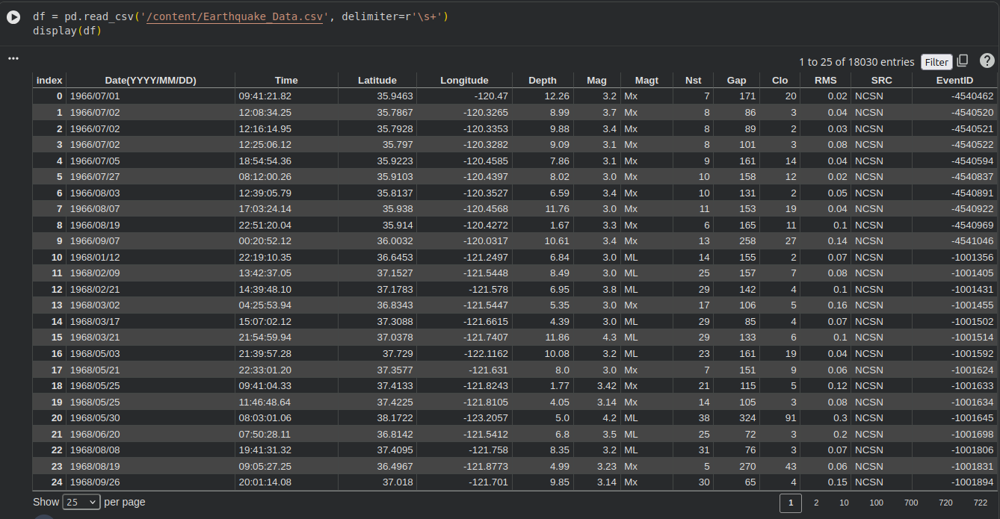 df = pd.read_csv('/content/Earthquake_Data.csv', delimiter=r'\s+')
display(df)
1 to 25 of 18030 entries Filter
index Date(YYYY/MM/DD) Time Latitude Longitude Depth Mag Magt Nst Gap Clo RMS SRC EventID
0 1966/07/01 09:41:21.82 35.9463 -120.47 12.26 3.2 Mx 7 171 20 0.02 NCSN -4540462
1 1966/07/02 12:08:34.25 35.7867 -120.3265 8.99 3.7 Mx 8 86 3 0.04 NCSN -4540520
2 1966/07/02 12:16:14.95 35.7928 -120.3353 9.88 3.4 Mx 8 89 2 0.03 NCSN -4540521
3 1966/07/02 12:25:06.12 35.797 -120.3282 9.09 3.1 Mx 8 101 3 0.08 NCSN -4540522
4 1966/07/05 18:54:54.36 35.9223 -120.4585 7.86 3.1 Mx 9 161 14 0.04 NCSN -4540594
5 1966/07/27 08:12:00.26 35.9103 -120.4397 8.02 3.0 Mx 10 158 12 0.02 NCSN -4540837
6 1966/08/03 12:39:05.79 35.8137 -120.3527 6.59 3.4 Mx 10 131 2 0.05 NCSN -4540891
7 1966/08/07 17:03:24.14 35.938 -120.4568 11.76 3.0 Mx 11 153 19 0.04 NCSN -4540922
8 1966/08/19 22:51:20.04 35.914 -120.4272 1.67 3.3 Mx 6 165 11 0.1 NCSN -4540969
9 1966/09/07 00:20:52.12 36.0032 -120.0317 10.61 3.4 Mx 13 258 27 0.14 NCSN -4541046
10 1968/01/12 22:19:10.35 36.6453 -121.2497 6.84 3.0 ML 14 155 2 0.07 NCSN -1001356
11 1968/02/09 13:42:37.05 37.1527 -121.5448 8.49 3.0 ML 25 157 7 0.08 NCSN -1001405
12 1968/02/21 14:39:48.10 37.1783 -121.578 6.95 3.8 ML 29 142 4 0.1 NCSN -1001431
13 1968/03/02 04:25:53.94 36.8343 -121.5447 5.35 3.0 Mx 17 106 5 0.16 NCSN -1001455
14 1968/03/17 15:07:02.12 37.3088 -121.6615 4.39 3.0 ML 29 85 4 0.07 NCSN -1001502
15 1968/03/21 21:54:59.94 37.0378 -121.7407 11.86 4.3 ML 29 133 6 0.1 NCSN -1001514
16 1968/05/03 21:39:57.28 37.729 -122.1162 10.08 3.2 ML 23 161 19 0.04 NCSN -1001592
17 1968/05/21 22:33:01.20 37.3577 -121.631 8.0 3.0 Mx 7 151 9 0.06 NCSN -1001624
18 1968/05/25 09:41:04.33 37.4133 -121.8243 1.77 3.42 Mx 21 115 5 0.12 NCSN -1001633
19 1968/05/25 11:46:48.64 37.4225 -121.8105 4.05 3.14 Mx 14 105 3 0.08 NCSN -1001634
20 1968/05/30 08:03:01.06 38.1722 -123.2057 5.0 4.2 ML 38 324 91 0.3 NCSN -1001645
21 1968/06/20 07:50:28.11 36.8142 -121.5412 6.8 3.5 ML 25 72 3 0.2 NCSN -1001698
22 1968/08/08 19:41:31.32 37.4095 -121.758 8.35 3.2 ML 31 76 3 0.07 NCSN -1001806
23 1968/08/19 09:05:27.25 36.4967 -121.8773 4.99 3.23 Mx 5 270 43 0.06 NCSN -1001831
24 1968/09/26 20:01:14.08 37.018 -121.701 9.85 3.14 Mx 30 65 4 0.15 NCSN -1001894
Show 25 per page 1 2 10 100 700 720 722